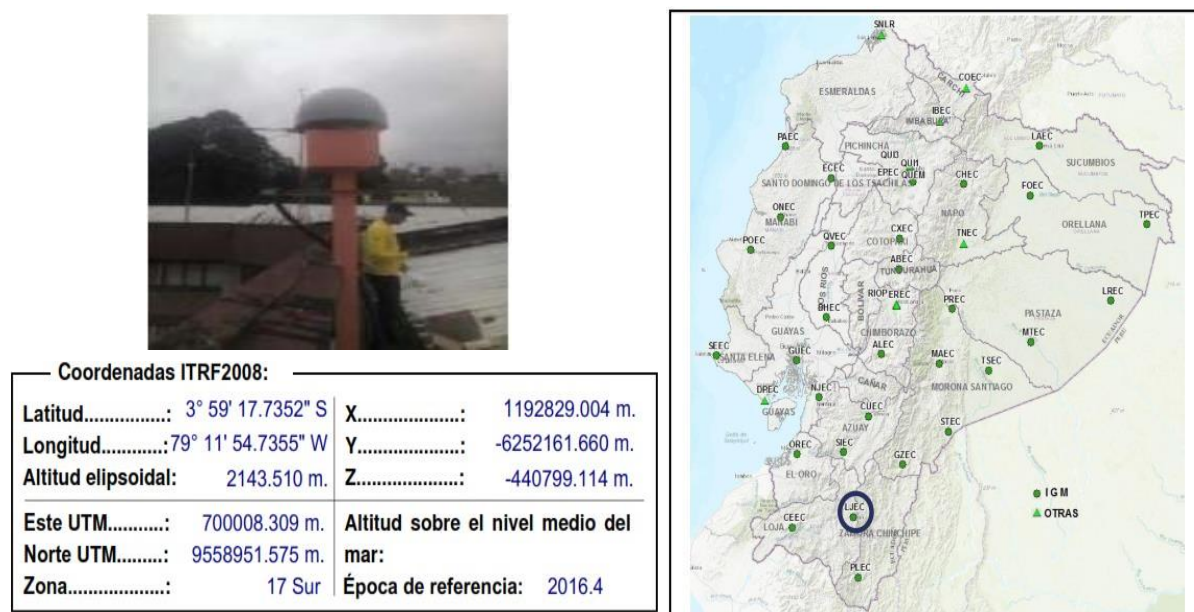 Coordenadas ITRF2008:
Latitud................: 3° 59' 17.7352" S
Longitud..........: 79° 11' 54.7355" W
Altitud elipsoidal: 2143.510 m.
X.....................: 1192829.004 m.
Y.....................: -6252161.660 m.
Z.....................: -440799.114 m.
Este UTM..........: 700008.309 m.
Norte UTM........: 9558951.575 m.
Zona....................: 17 Sur
Altitud sobre el nivel medio del
mar:
Época de referencia: 2016.4
SNLR
COEC
CARCHI
ESMERALDAS
IBEC
IMBABURA
PAEC
PICHINCHA
LAEC
SUCUMBIOS
QUI3
QUI1
ECEC
EPEC
QUEM
CHEC
SANTO DOMINGO DE LOS TSACHILAS
FOEC
NAPO
ORELLANA
TPEC
ONEC
MANABI
POEC
QVEC
CXEC
COTOPAXI
TNEC
ABEC
TUNGURAHUA
LOS RIOS
BOLIVAR
RIOP
EREC
PREC
LREC
PASTAZA
BHEC
CHIMBORAZO
MTEC
ECUADOR
PERU
GUAYAS
SEEC
SANTA ELENA
GUEC
ALEC
MAEC
TSEC
MORONA SANTIAGO
CAÑAR
DPEC
GUAYAS
NJEC
CUEC
AZUAY
STEC
OREC
SIEC
EL ORO
GZEC
LJEC
CEEC
LOJA
ZAMORA CHINCHIPE
PLEC
IGM
OTRAS